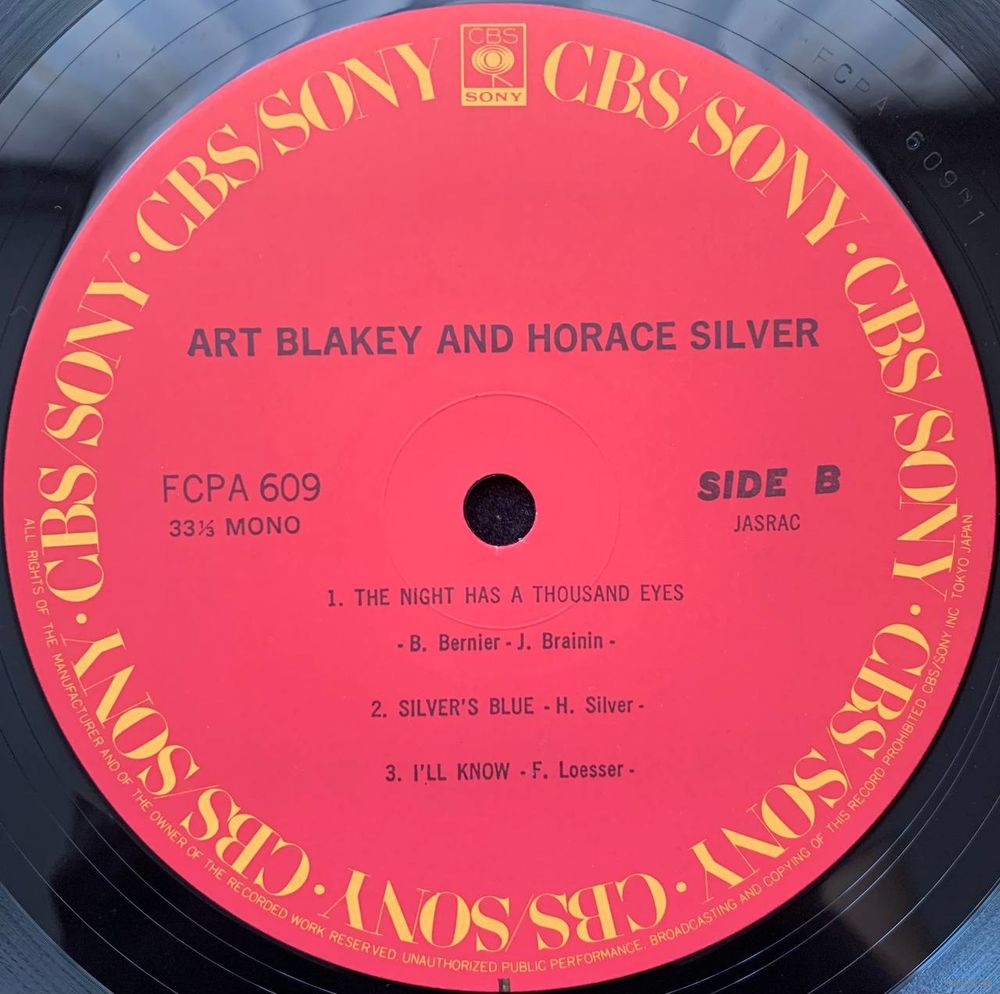 CBS
SONY
CBS/SONY · CBS/SONY · CBS/SONY · CBS/SONY · CBS/SONY · CBS/SONY · CBS/SONY · CBS/SONY
FCPA 609
ART BLAKEY AND HORACE SILVER
FCPA 609
33⅓ MONO
SIDE B
JASRAC
1. THE NIGHT HAS A THOUSAND EYES
- B. Bernier - J. Brainin -
2. SILVER'S BLUE - H. Silver -
3. I'LL KNOW - F. Loesser -
ALL RIGHTS OF THE MANUFACTURER AND OF THE OWNER OF THE RECORDED WORK RESERVED UNAUTHORIZED PUBLIC PERFORMANCE, BROADCASTING AND COPYING OF THIS RECORD PROHIBITED CBS/SONY INC TOKYO JAPAN